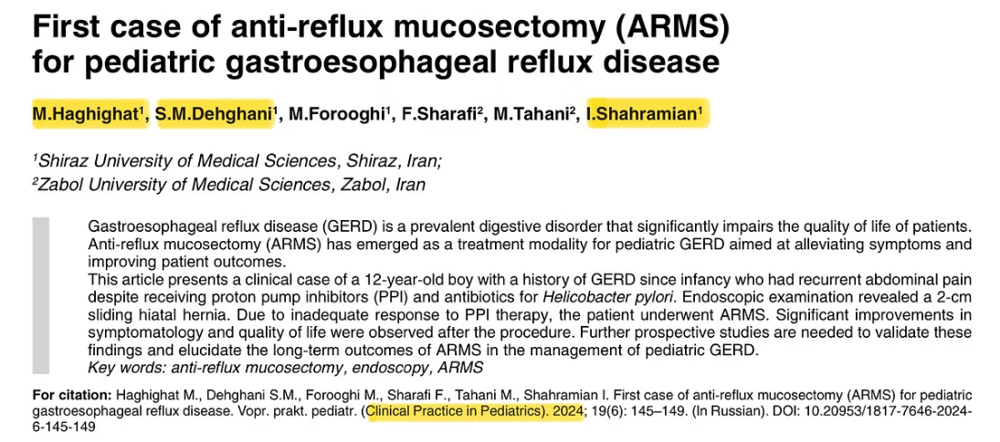 First case of anti-reflux mucosectomy (ARMS)
for pediatric gastroesophageal reflux disease
M.Haghighat¹, S.M.Dehghani¹, M.Forooghi¹, F.Sharafi², M.Tahani², I.Shahramian¹
¹Shiraz University of Medical Sciences, Shiraz, Iran;
²Zabol University of Medical Sciences, Zabol, Iran
Gastroesophageal reflux disease (GERD) is a prevalent digestive disorder that significantly impairs the quality of life of patients.
Anti-reflux mucosectomy (ARMS) has emerged as a treatment modality for pediatric GERD aimed at alleviating symptoms and
improving patient outcomes.
This article presents a clinical case of a 12-year-old boy with a history of GERD since infancy who had recurrent abdominal pain
despite receiving proton pump inhibitors (PPI) and antibiotics for Helicobacter pylori. Endoscopic examination revealed a 2-cm
sliding hiatal hernia. Due to inadequate response to PPI therapy, the patient underwent ARMS. Significant improvements in
symptomatology and quality of life were observed after the procedure. Further prospective studies are needed to validate these
findings and elucidate the long-term outcomes of ARMS in the management of pediatric GERD.
Key words: anti-reflux mucosectomy, endoscopy, ARMS
For citation: Haghighat M., Dehghani S.M., Forooghi M., Sharafi F., Tahani M., Shahramian I. First case of anti-reflux mucosectomy (ARMS) for pediatric
gastroesophageal reflux disease. Vopr. prakt. pediatr. (Clinical Practice in Pediatrics). 2024; 19(6): 145–149. (In Russian). DOI: 10.20953/1817-7646-2024-
6-145-149